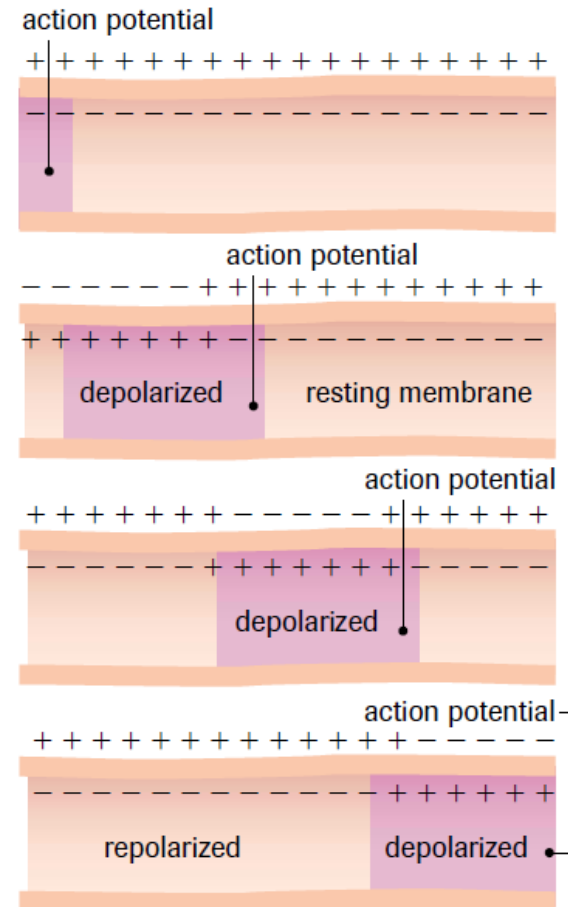 action potential
+ + + + + + + + + + + + + + + + + +
− − − − − − − − − − − − − − − − − −
action potential
− − − − − − + + + + + + + + + + + +
+ + + + + + + − − − − − − − − − − −
depolarized resting membrane
action potential
+ + + + + + + − − − − − + + + + + +
− − − − − − + + + + + + + − − − − −
depolarized
action potential
+ + + + + + + + + + + + + − − − − −
− − − − − − − − − − − − + + + + + +
repolarized depolarized